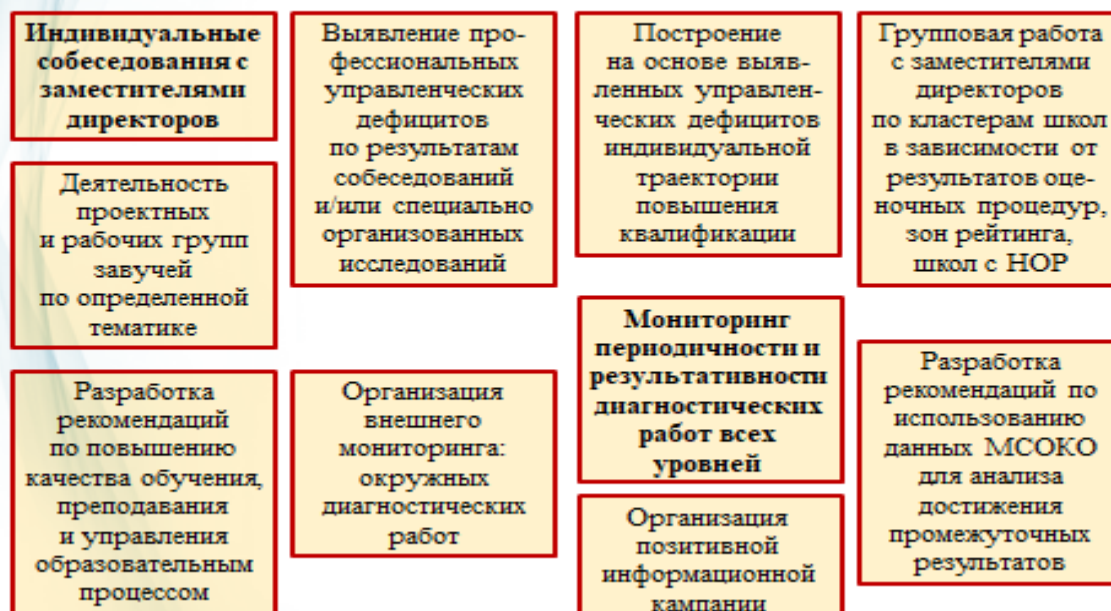 Индивидуальные
собеседования с
заместителями
директоров
Деятельность
проектных
и рабочих групп
завучей
по определенной
тематике
Разработка
рекомендаций
по повышению
качества обучения,
преподавания
и управления
образовательным
процессом
Выявление про-
фессиональных
управленческих
дефицитов
по результатам
собеседований
и/или специально
организованных
исследований
Организация
внешнего
мониторинга:
окружных
диагностических
работ
Построение
на основе выяв-
ленных управлен-
ческих дефицитов
индивидуальной
траектории
повышения
квалификации
Мониторинг
периодичности и
результативности
диагностических
работ всех
уровней
Организация
позитивной
информационной
кампании
Групповая работа
с заместителями
директоров
по кластерам школ
в зависимости от
результатов оце-
ночных процедур,
зон рейтинга,
школ с НОР
Разработка
рекомендаций по
использованию
данных МСОКО
для анализа
достижения
промежуточных
результатов